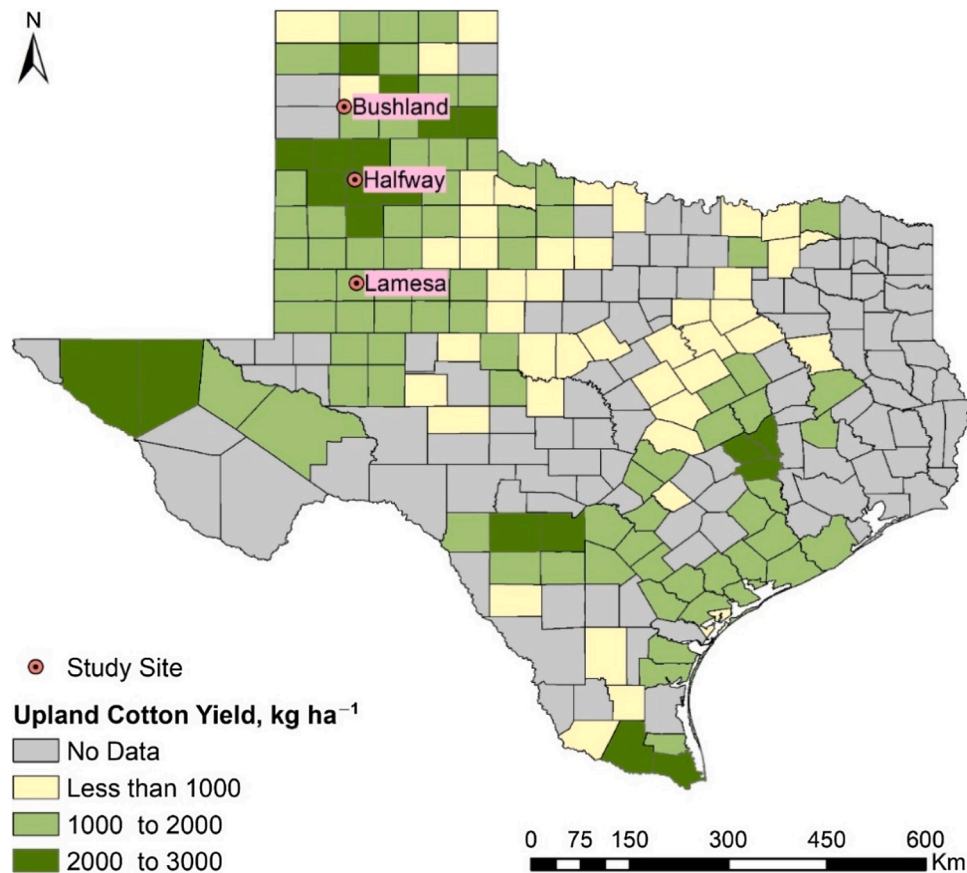 N
Bushland
Halfway
Lamesa
Study Site
Upland Cotton Yield, kg ha⁻¹
No Data
Less than 1000
1000 to 2000
2000 to 3000
0 75 150 300 450 600
Km